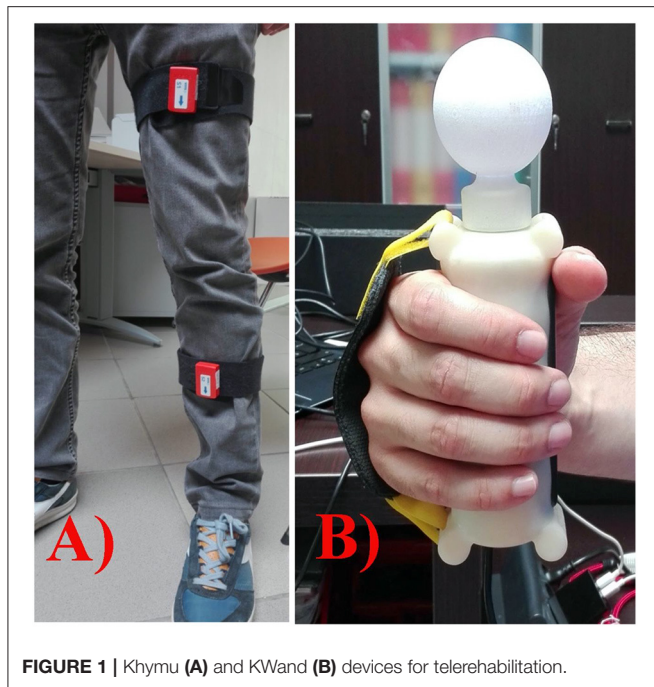 A)
B)
FIGURE 1 | Khymu (A) and KWand (B) devices for telerehabilitation.